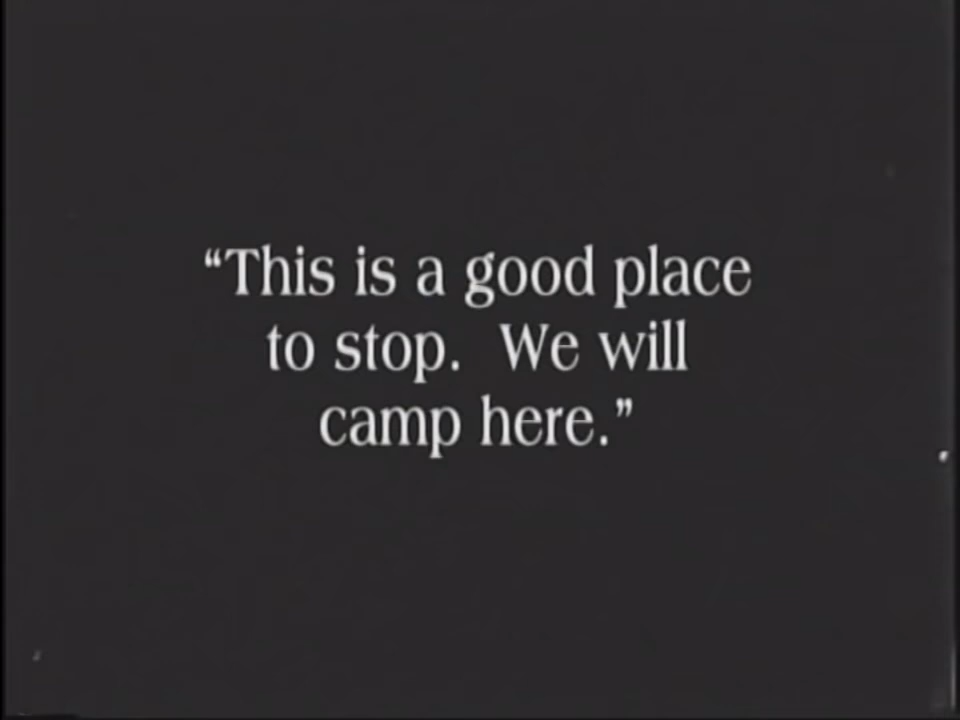 “This is a good place
to stop.  We will
camp here.”